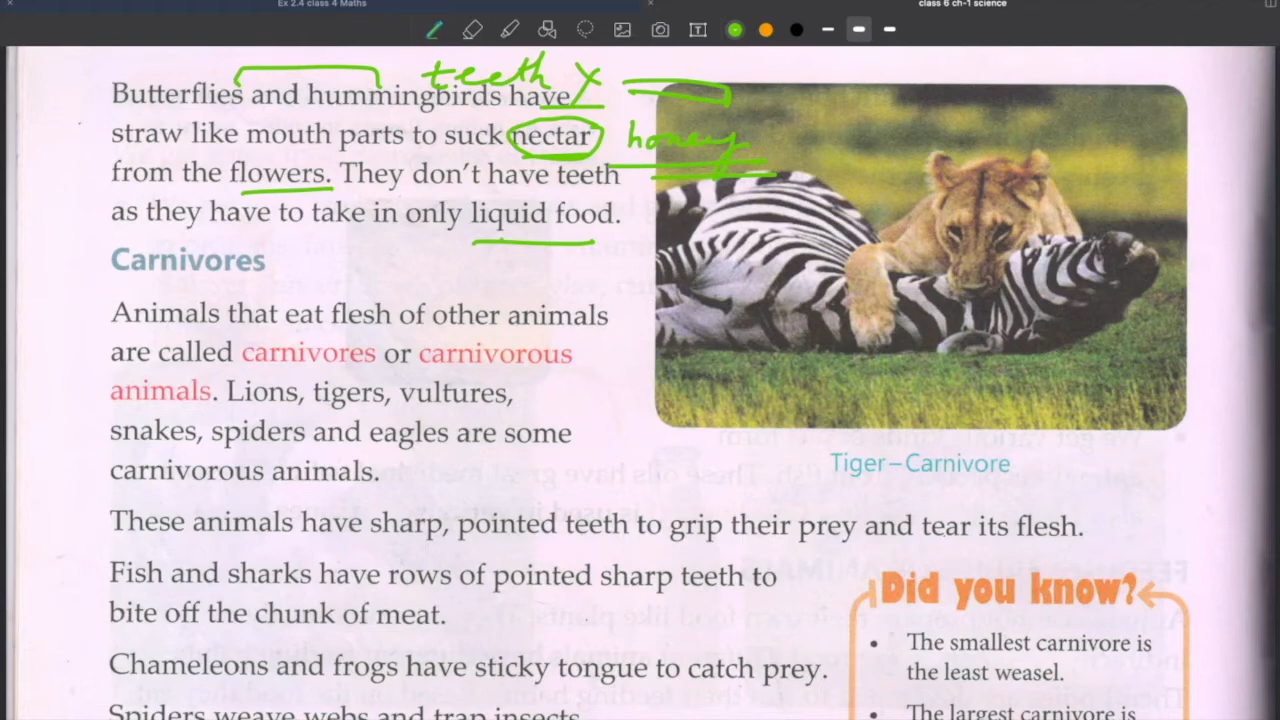 Ex 2.4 class 4 Maths
class 6 ch-1 science
teeth X
Butterflies and hummingbirds have
straw like mouth parts to suck nectar honey
from the flowers. They don't have teeth
as they have to take in only liquid food.
Carnivores
Animals that eat flesh of other animals
are called carnivores or carnivorous
animals. Lions, tigers, vultures,
snakes, spiders and eagles are some
carnivorous animals.
Tiger – Carnivore
These animals have sharp, pointed teeth to grip their prey and tear its flesh.
Fish and sharks have rows of pointed sharp teeth to
bite off the chunk of meat.
Chameleons and frogs have sticky tongue to catch prey.
Spiders weave webs and trap insects
Did you know?
• The smallest carnivore is
the least weasel.
• The largest carnivore is